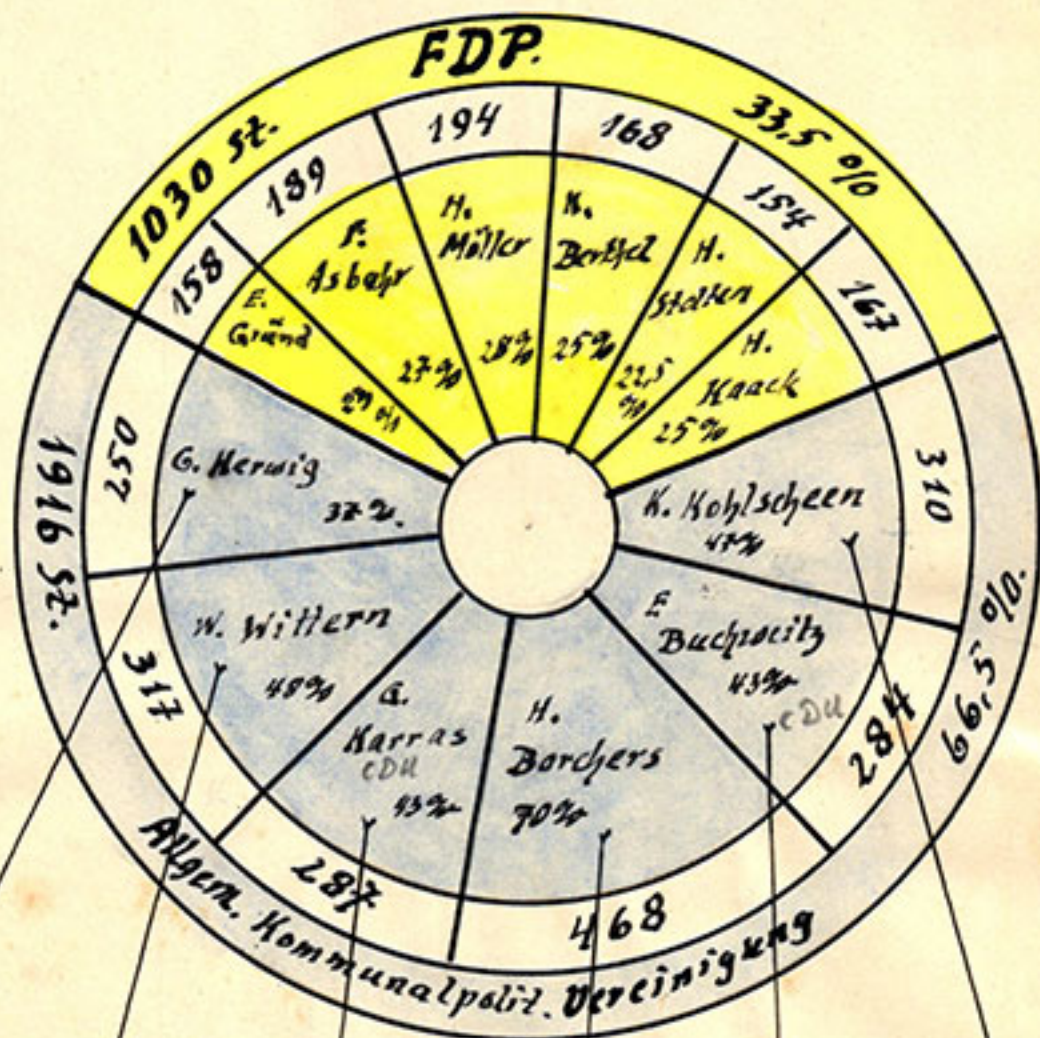 FDP.
1030 St.
33,5 %
158
189
194
168
154
167
E.
Gründ
23 %
F.
Asbahr
27 %
H.
Möller
28 %
K.
Berthel
25 %
H.
Stolten
22,5
%
H.
Kaack
25 %
1916 St.
66,5 %.
Allgem. Kommunalpolit. Vereinigung
250
317
287
468
284
310
G. Herwig
37 %.
W. Wittern
48 %
G.
Karras
CDU
43 %
H.
Borchers
70 %
E
Buchwitz
43 %
CDU
K. Kohlscheen
47 %